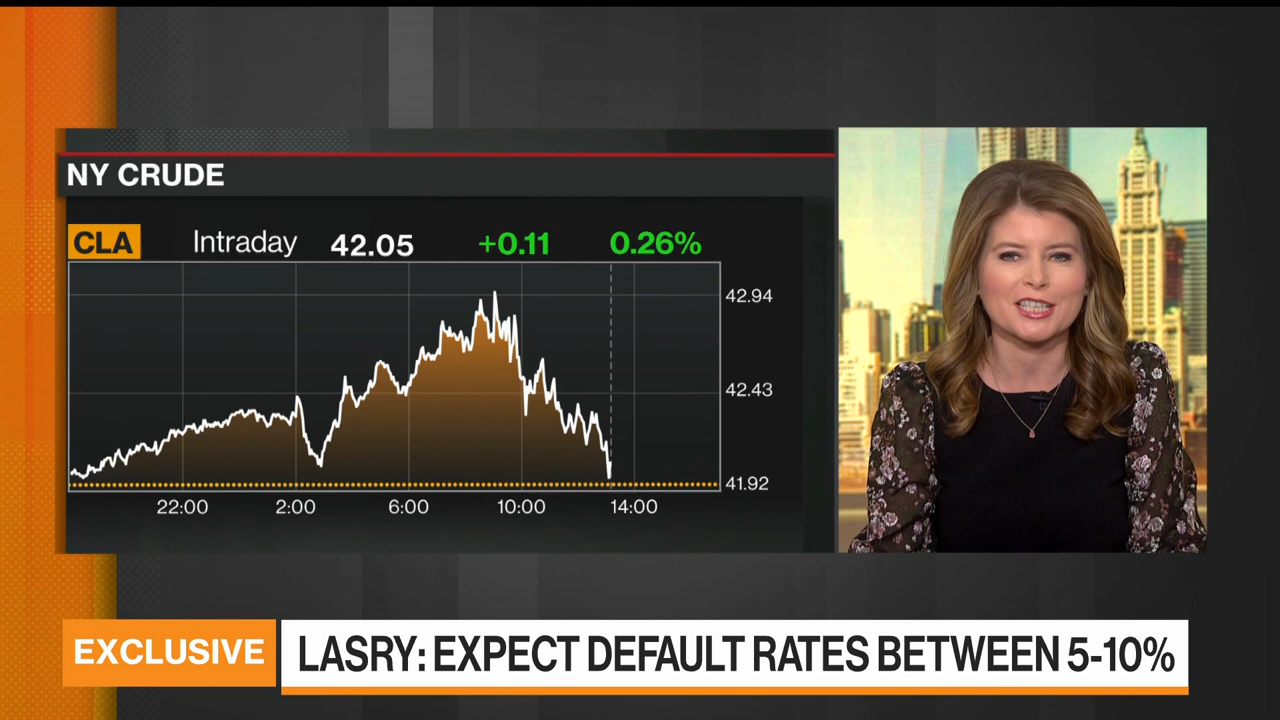 NY CRUDE
CLA Intraday 42.05 +0.11 0.26%
42.94
42.43
41.92
22:00 2:00 6:00 10:00 14:00
EXCLUSIVE LASRY: EXPECT DEFAULT RATES BETWEEN 5-10%